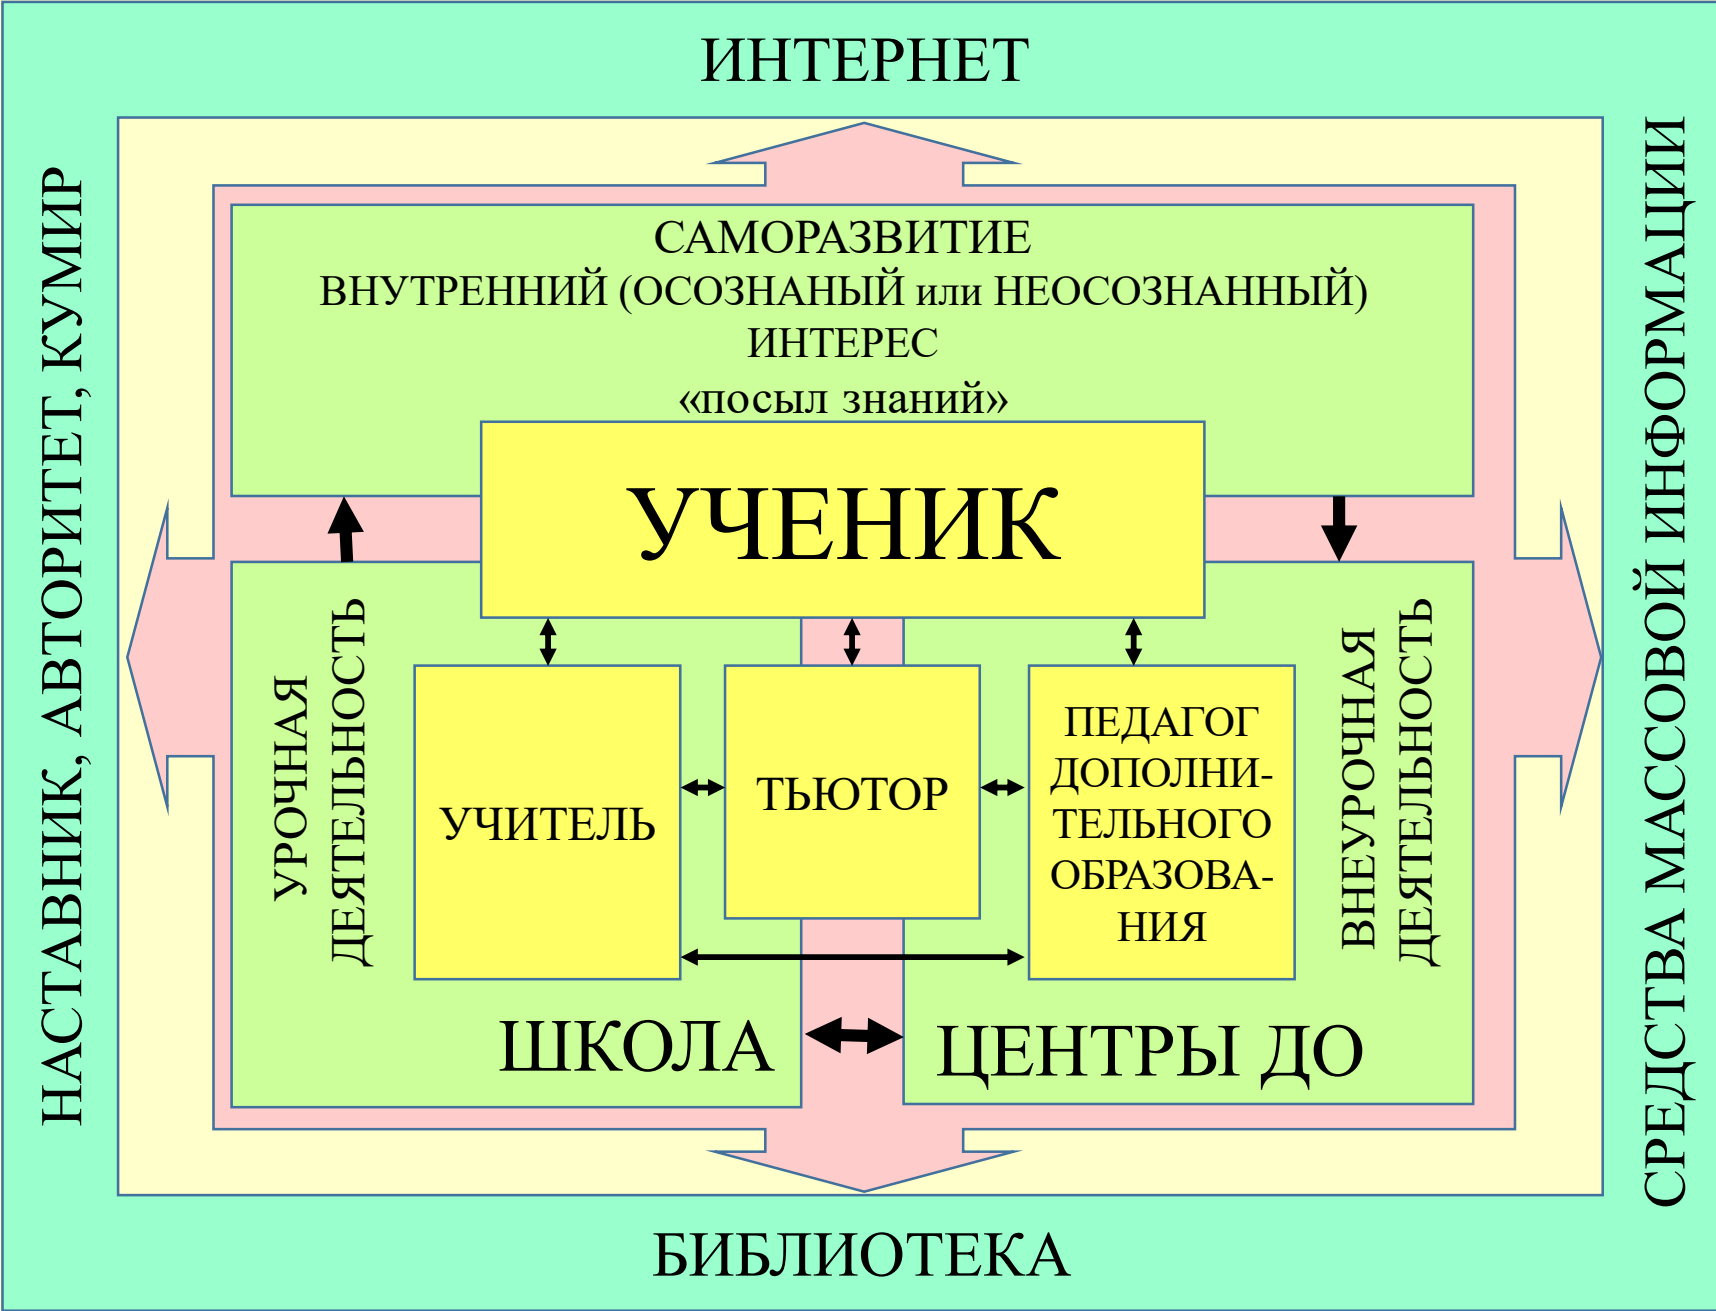 ИНТЕРНЕТ
НАСТАВНИК, АВТОРИТЕТ, КУМИР
САМОРАЗВИТИЕ
ВНУТРЕННИЙ (ОСОЗНАНЫЙ или НЕОСОЗНАННЫЙ)
ИНТЕРЕС
«посыл знаний»
УЧЕНИК
УРОЧНАЯ
ДЕЯТЕЛЬНОСТЬ
УЧИТЕЛЬ
ТЬЮТОР
ПЕДАГОГ
ДОПОЛНИ-
ТЕЛЬНОГО
ОБРАЗОВА-
НИЯ
ВНЕУРОЧНАЯ
ДЕЯТЕЛЬНОСТЬ
ШКОЛА
ЦЕНТРЫ ДО
СРЕДСТВА МАССОВОЙ ИНФОРМАЦИИ
БИБЛИОТЕКА